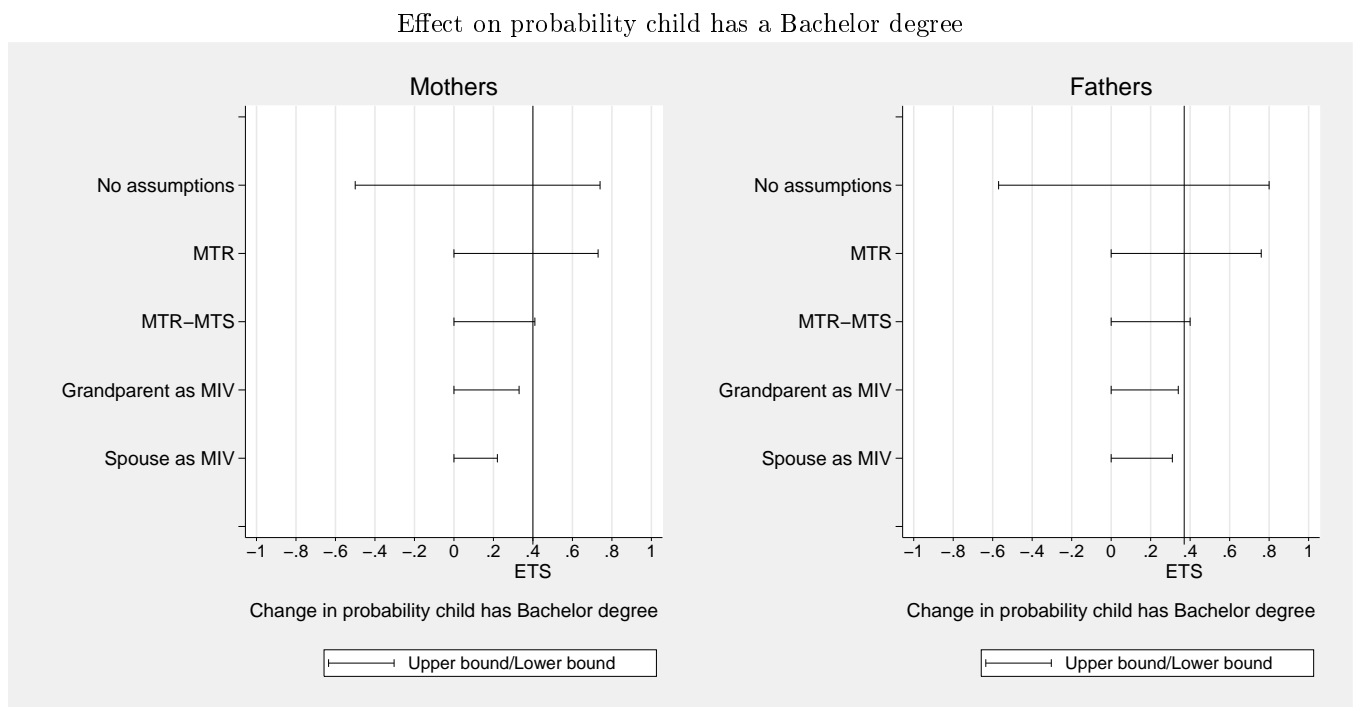 Effect on probability child has a Bachelor degree
Mothers
No assumptions
MTR
MTR−MTS
Grandparent as MIV
Spouse as MIV
−1 −.8 −.6 −.4 −.2 0 .2 .4 .6 .8 1
ETS
Change in probability child has Bachelor degree
Upper bound/Lower bound
Fathers
No assumptions
MTR
MTR−MTS
Grandparent as MIV
Spouse as MIV
−1 −.8 −.6 −.4 −.2 0 .2 .4 .6 .8 1
ETS
Change in probability child has Bachelor degree
Upper bound/Lower bound